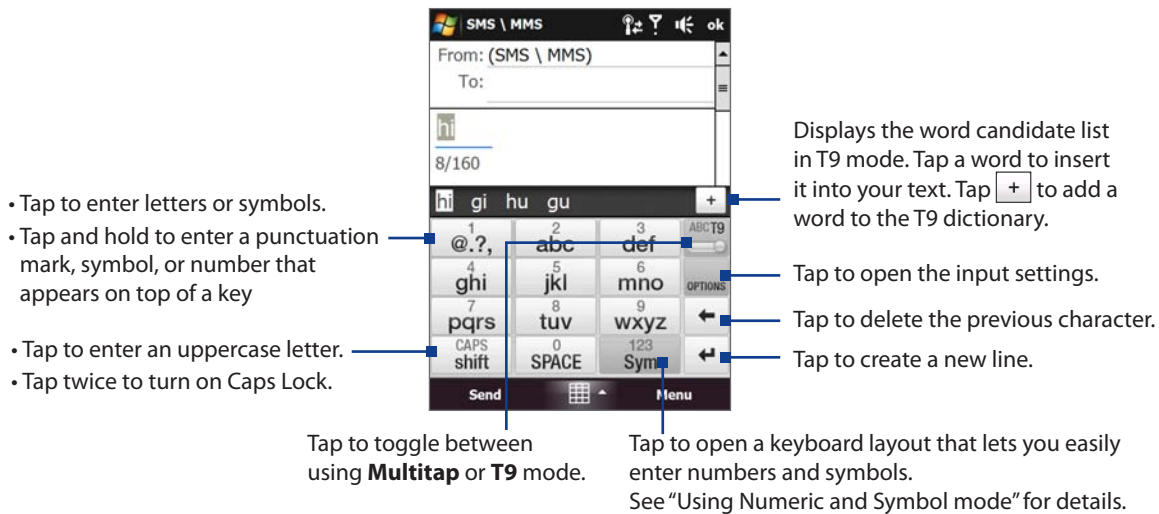 SMS \ MMS ok
From: (SMS \ MMS)
To:
hi
8/160
hi gi hu gu +
1 2 3 ABC T9
@.?, abc def
4 5 6
ghi jkl mno OPTIONS
7 8 9
pqrs tuv wxyz
CAPS 0 123
shift SPACE Sym
Send Menu
• Tap to enter letters or symbols.
• Tap and hold to enter a punctuation
mark, symbol, or number that
appears on top of a key
• Tap to enter an uppercase letter.
• Tap twice to turn on Caps Lock.
Displays the word candidate list
in T9 mode. Tap a word to insert
it into your text. Tap + to add a
word to the T9 dictionary.
Tap to open the input settings.
Tap to delete the previous character.
Tap to create a new line.
Tap to toggle between
using Multitap or T9 mode.
Tap to open a keyboard layout that lets you easily
enter numbers and symbols.
See “Using Numeric and Symbol mode” for details.